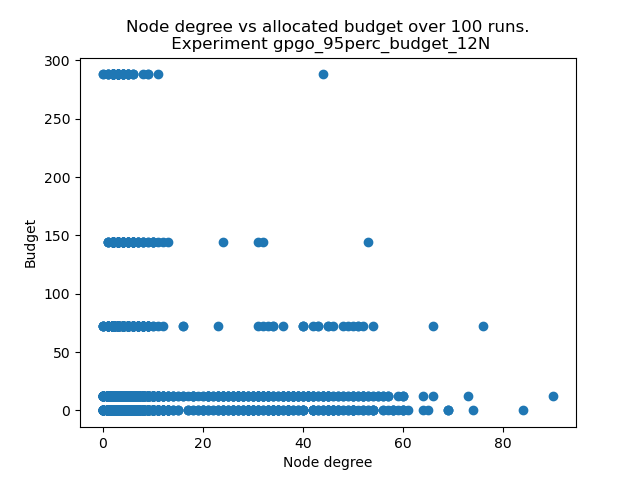 Node degree vs allocated budget over 100 runs.
Experiment gpgo_95perc_budget_12N
300
250
200
150
100
50
0
Budget
0 20 40 60 80
Node degree